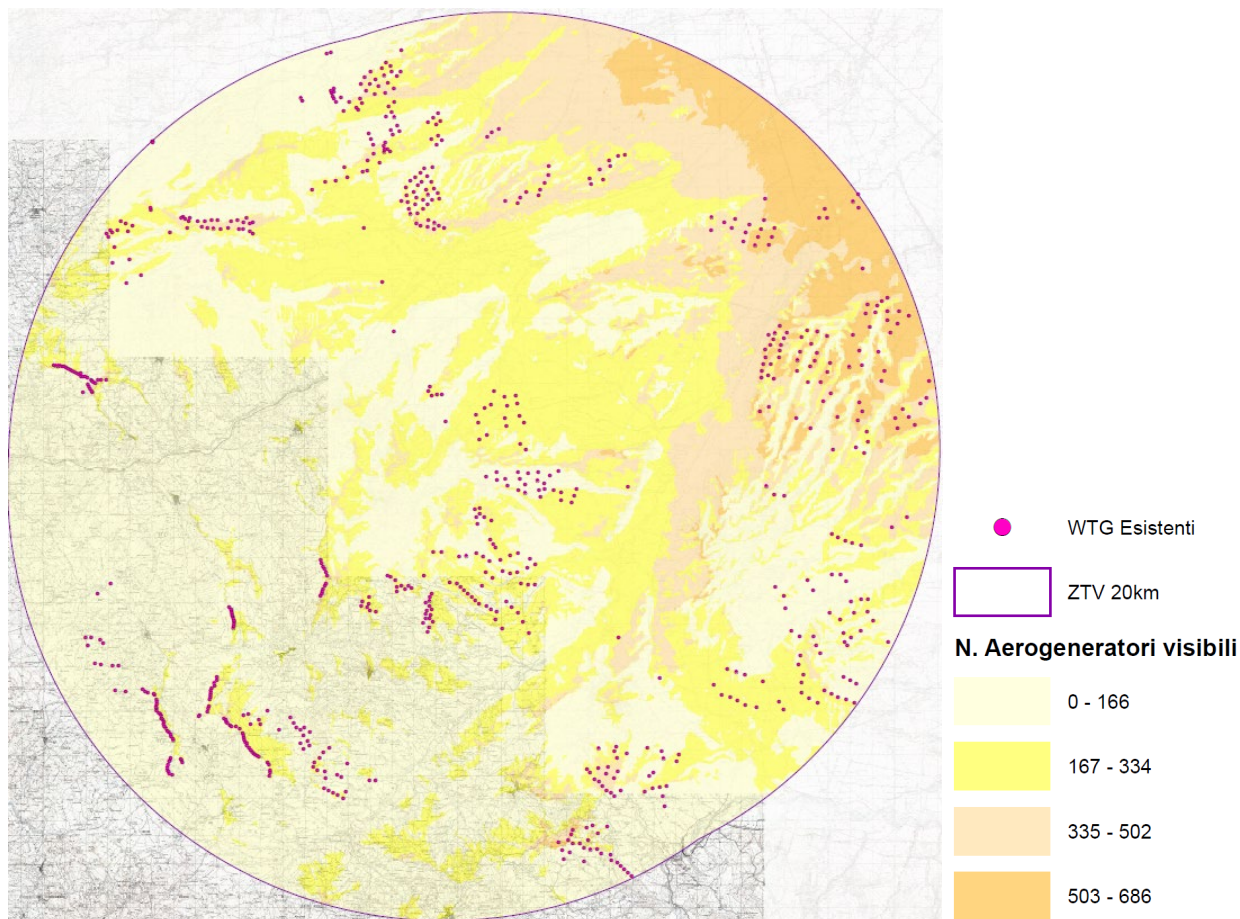 WTG Esistenti
ZTV 20km
N. Aerogeneratori visibili
0 - 166
167 - 334
335 - 502
503 - 686